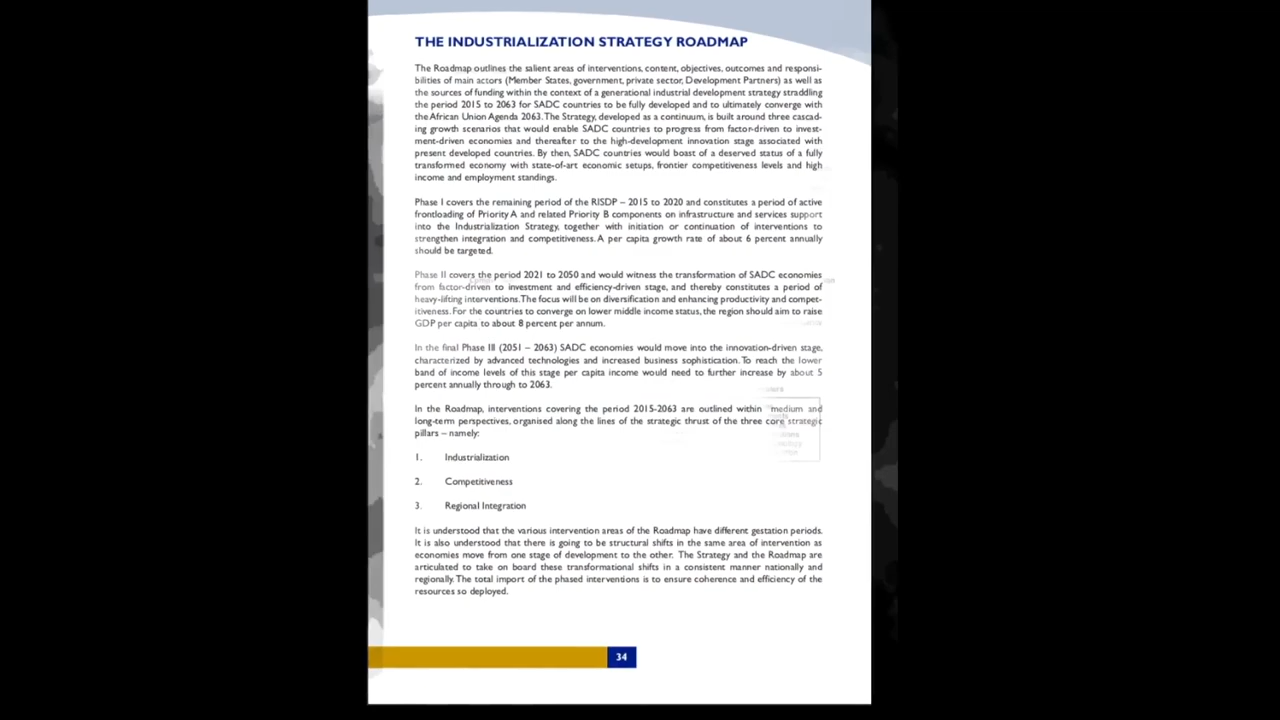 THE INDUSTRIALIZATION STRATEGY ROADMAP
The Roadmap outlines the salient areas of interventions, content, objectives, outcomes and responsi-
bilities of main actors (Member States, government, private sector, Development Partners) as well as
the sources of funding within the context of a generational industrial development strategy straddling
the period 2015 to 2063 for SADC countries to be fully developed and to ultimately converge with
the African Union Agenda 2063. The Strategy, developed as a continuum, is built around three cascad-
ing growth scenarios that would enable SADC countries to progress from factor-driven to invest-
ment-driven economies and thereafter to the high-development innovation stage associated with
present developed countries. By then, SADC countries would boast of a deserved status of a fully
transformed economy with state-of-art economic setups, frontier competitiveness levels and high
income and employment standings.
Phase I covers the remaining period of the RISDP – 2015 to 2020 and constitutes a period of active
frontloading of Priority A and related Priority B components on infrastructure and services support
into the Industrialization Strategy, together with initiation or continuation of interventions to
strengthen integration and competitiveness. A per capita growth rate of about 6 percent annually
should be targeted.
Phase II covers the period 2021 to 2050 and would witness the transformation of SADC economies
from factor-driven to investment and efficiency-driven stage, and thereby constitutes a period of
heavy-lifting interventions. The focus will be on diversification and enhancing productivity and compet-
itiveness. For the countries to converge on lower middle income status, the region should aim to raise
GDP per capita to about 8 percent per annum.
In the final Phase III (2051 – 2063) SADC economies would move into the innovation-driven stage,
characterized by advanced technologies and increased business sophistication. To reach the lower
band of income levels of this stage per capita income would need to further increase by about 5
percent annually through to 2063.
In the Roadmap, interventions covering the period 2015-2063 are outlined within medium and
long-term perspectives, organised along the lines of the strategic thrust of the three core strategic
pillars – namely:
1. Industrialization
2. Competitiveness
3. Regional Integration
It is understood that the various intervention areas of the Roadmap have different gestation periods.
It is also understood that there is going to be structural shifts in the same area of intervention as
economies move from one stage of development to the other. The Strategy and the Roadmap are
articulated to take on board these transformational shifts in a consistent manner nationally and
regionally. The total import of the phased interventions is to ensure coherence and efficiency of the
resources so deployed.
34